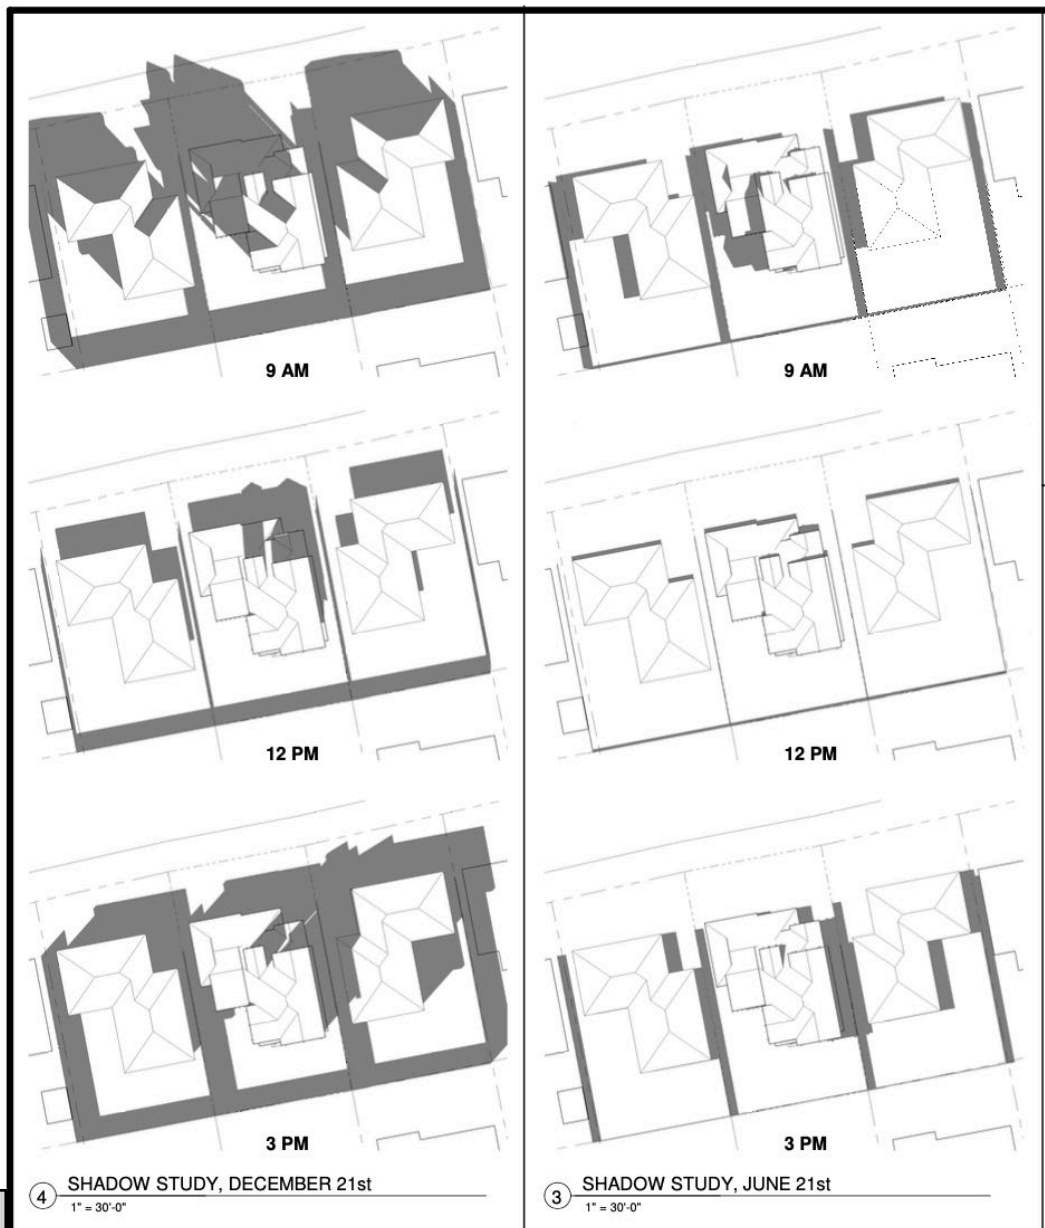 9 AM
9 AM
12 PM
12 PM
3 PM
3 PM
4
SHADOW STUDY, DECEMBER 21st
1" = 30'-0"
3
SHADOW STUDY, JUNE 21st
1" = 30'-0"